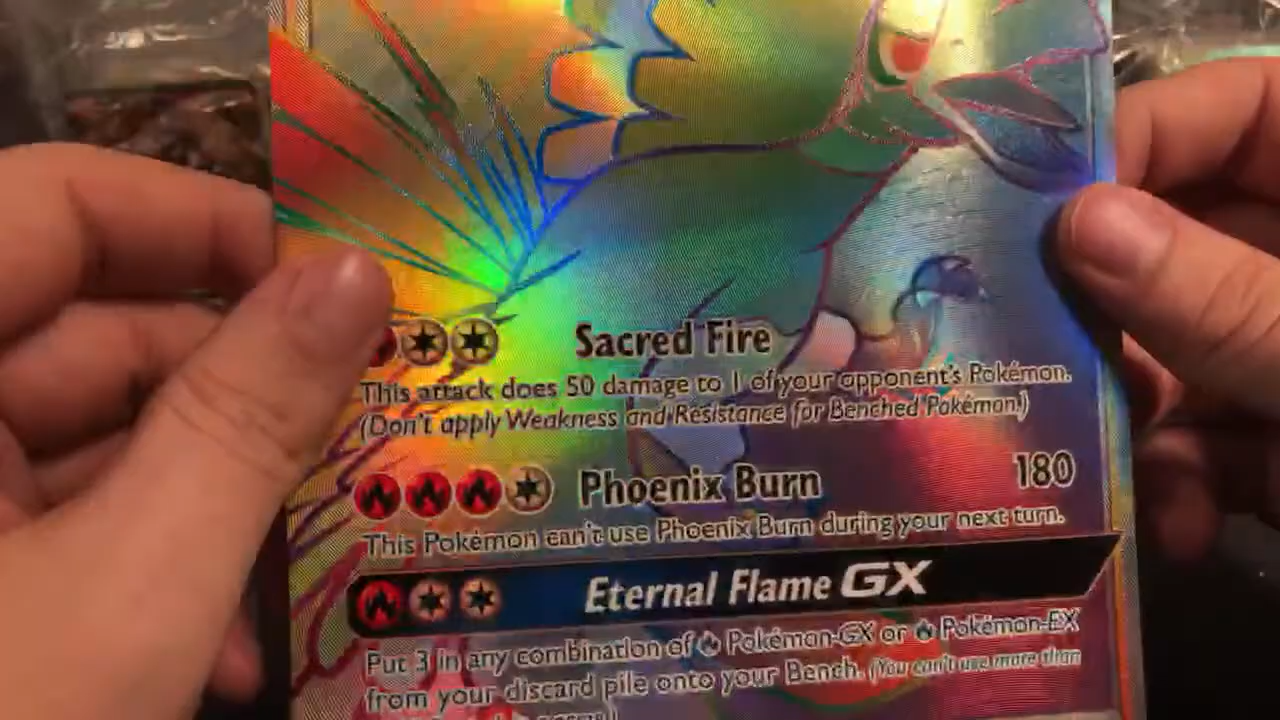 Sacred Fire
This attack does 50 damage to 1 of your opponent's Pokémon.
(Don't apply Weakness and Resistance for Benched Pokémon.)
Phoenix Burn 180
This Pokémon can't use Phoenix Burn during your next turn.
Eternal Flame GX
Put 3 in any combination of Pokémon-GX or Pokémon-EX
from your discard pile onto your Bench. (You can't use more than